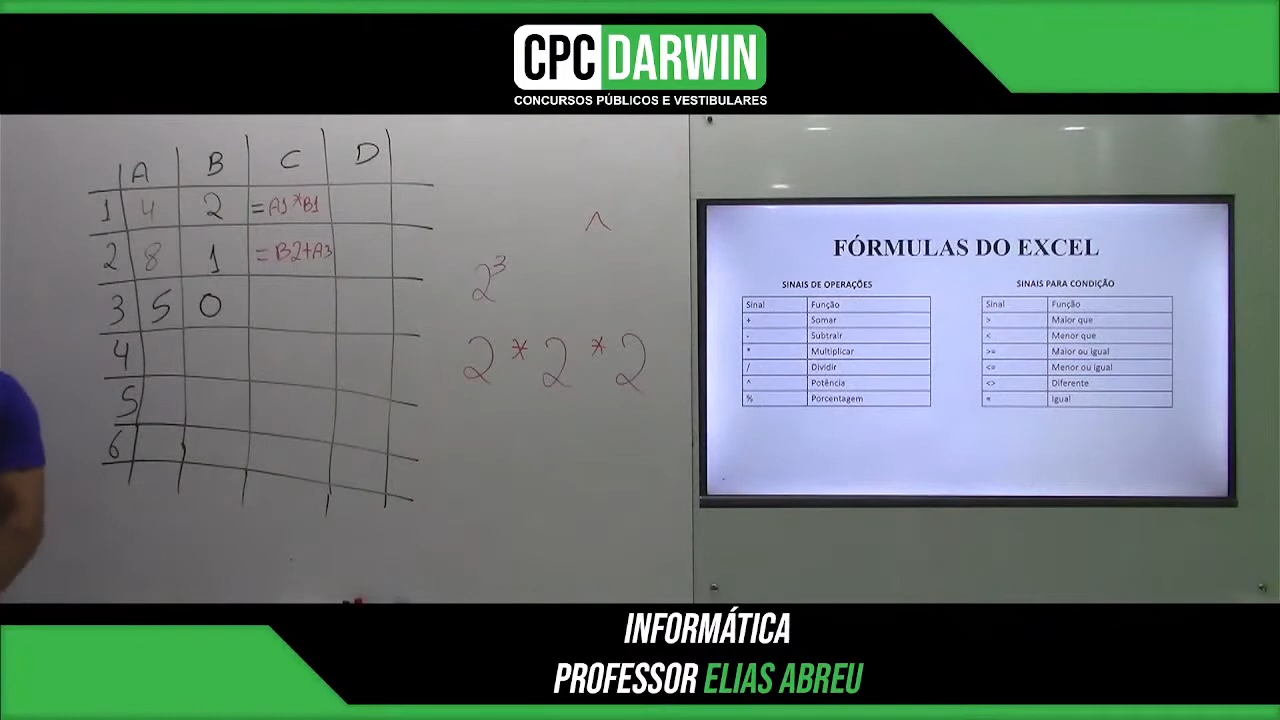 CPC DARWIN
CONCURSOS PÚBLICOS E VESTIBULARES
A B C D
1 4 2 =A1*B1
2 8 1 =B2+A3
3 5 0
4
5
6
^
2³
2 * 2 * 2
FÓRMULAS DO EXCEL
SINAIS DE OPERAÇÕES
Sinal Função
+ Somar
- Subtrair
* Multiplicar
/ Dividir
^ Potência
% Porcentagem
SINAIS PARA CONDIÇÃO
Sinal Função
> Maior que
< Menor que
>= Maior ou igual
<= Menor ou igual
<> Diferente
= Igual
INFORMÁTICA
PROFESSOR ELIAS ABREU